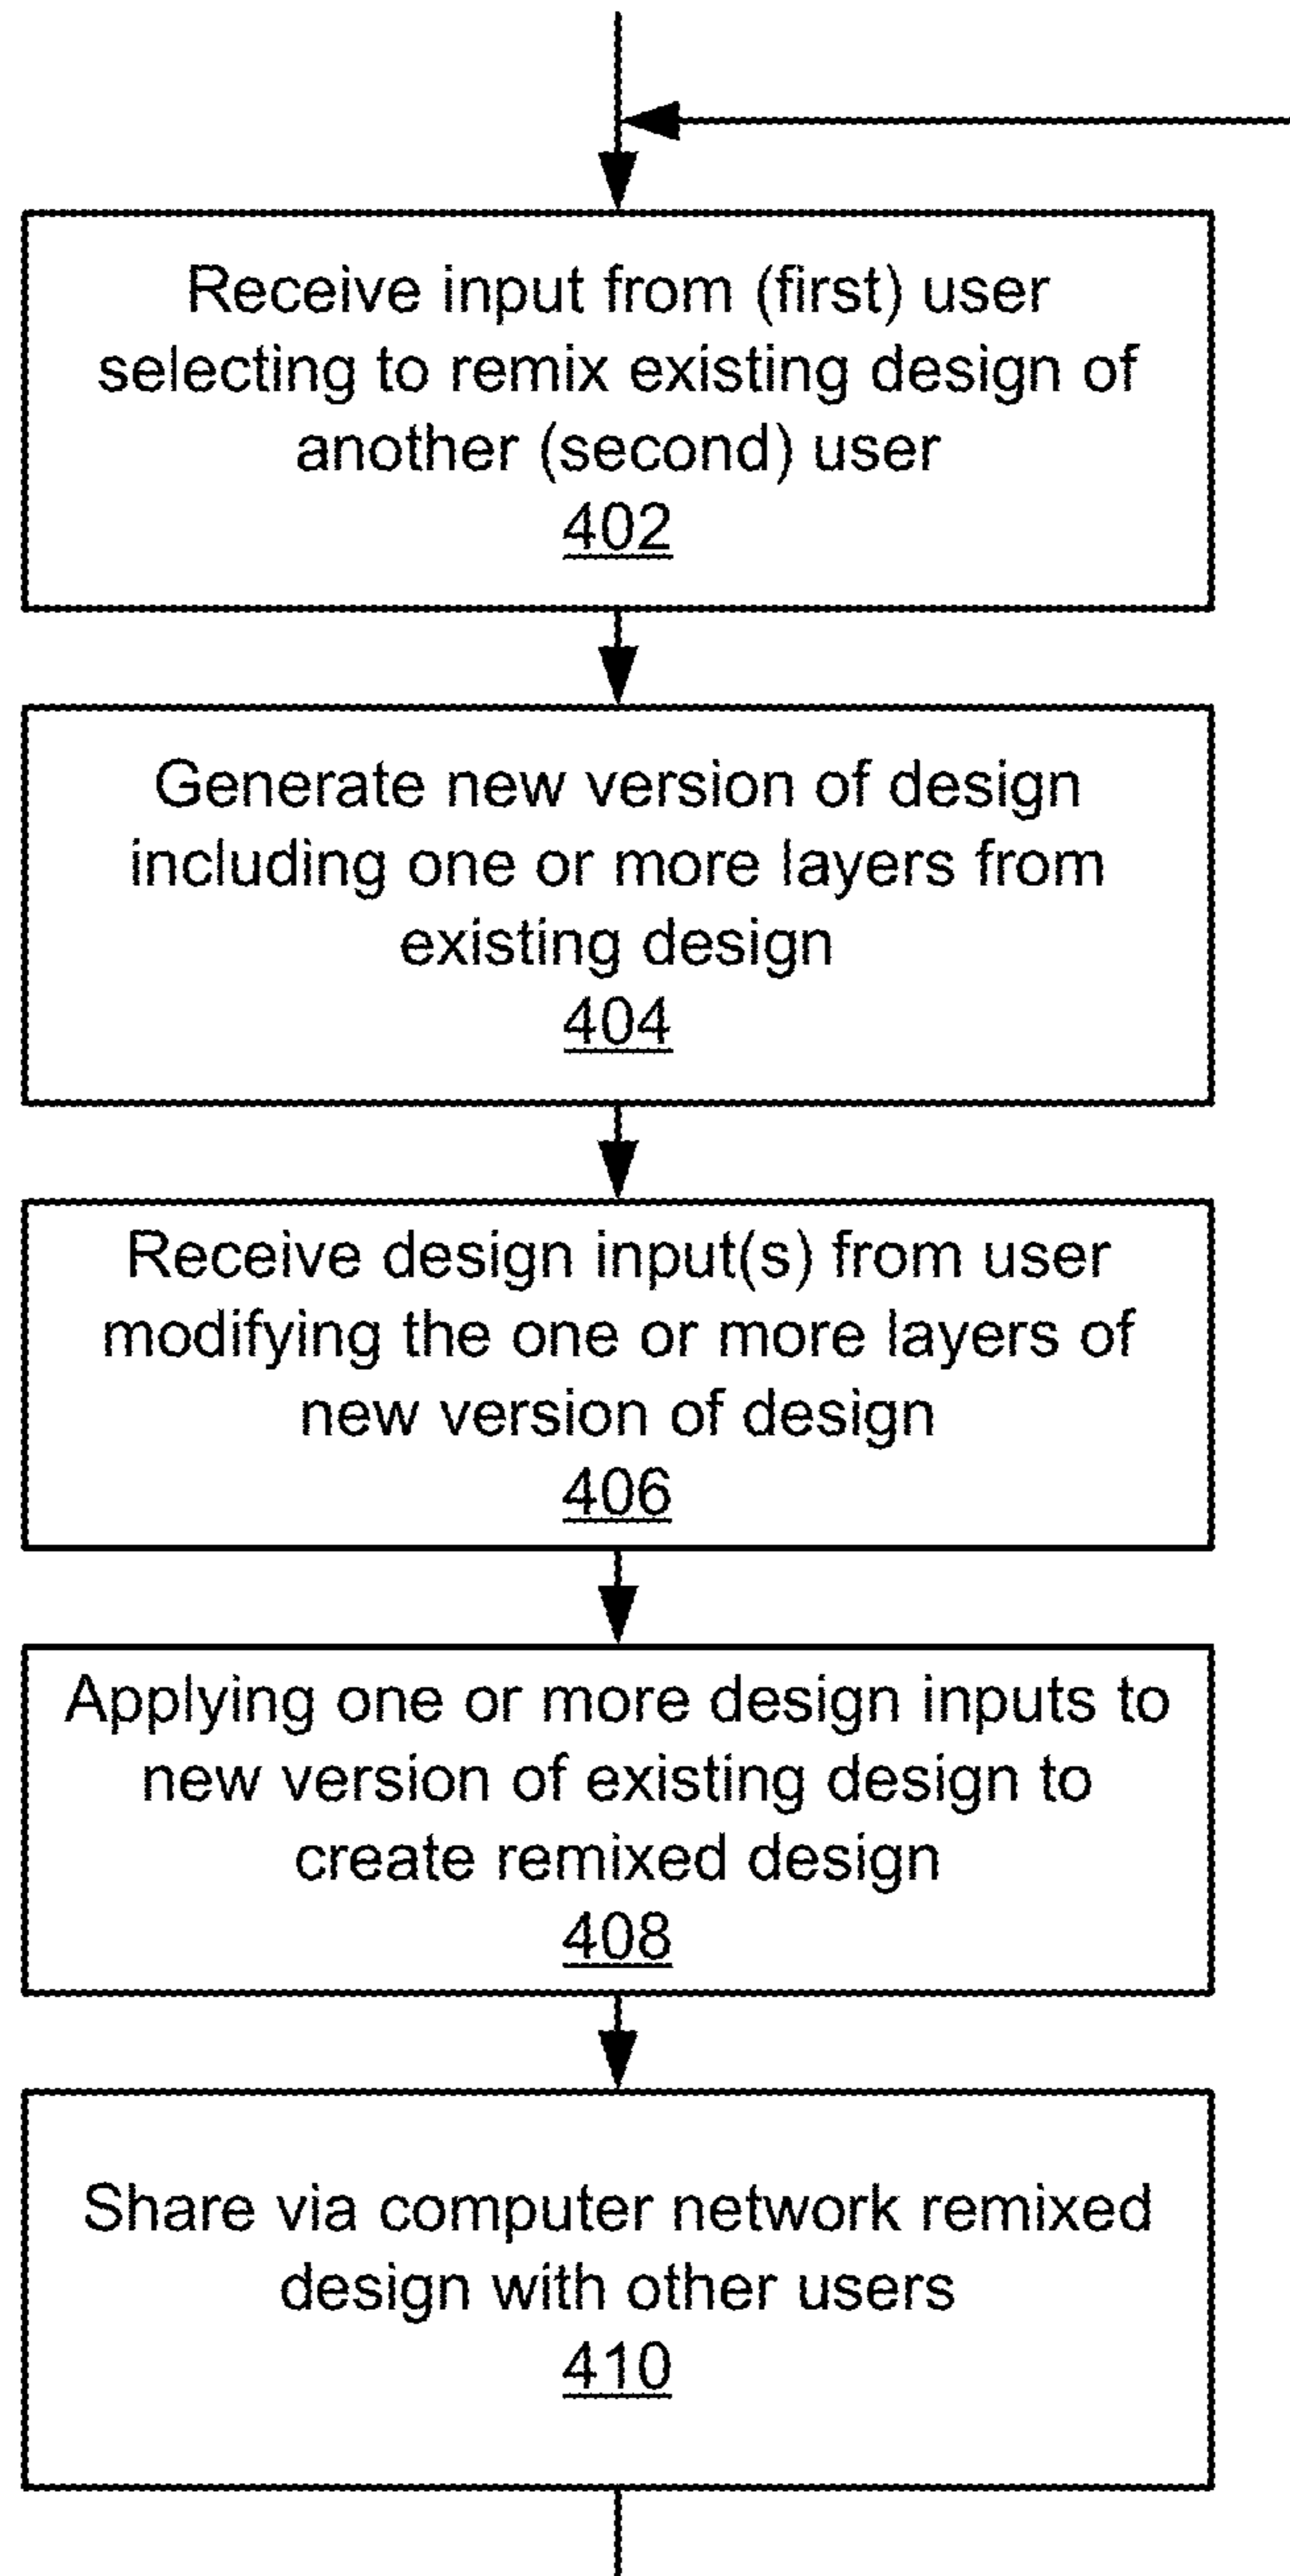 Receive input from (first) user
selecting to remix existing design of
another (second) user
402
Generate new version of design
including one or more layers from
existing design
404
Receive design input(s) from user
modifying the one or more layers of
new version of design
406
Applying one or more design inputs to
new version of existing design to
create remixed design
408
Share via computer network remixed
design with other users
410